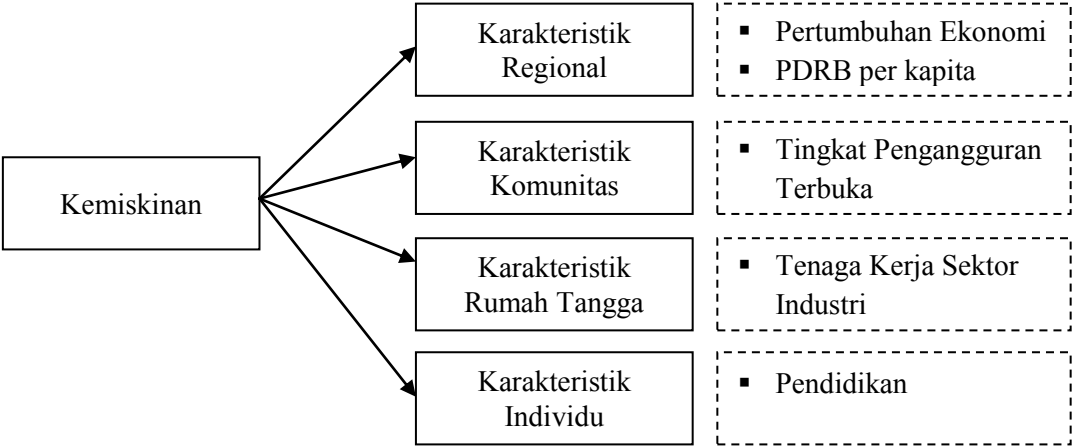 Kemiskinan
Karakteristik
Regional
▪ Pertumbuhan Ekonomi
▪ PDRB per kapita
Karakteristik
Komunitas
▪ Tingkat Pengangguran
Terbuka
Karakteristik
Rumah Tangga
▪ Tenaga Kerja Sektor
Industri
Karakteristik
Individu
▪ Pendidikan